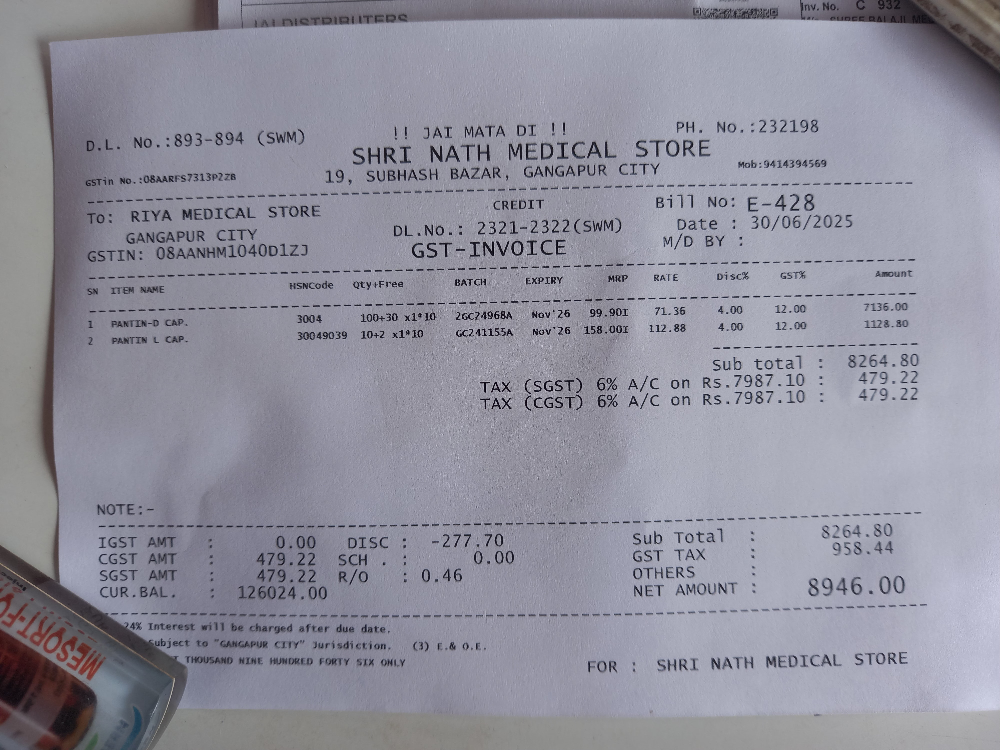 JAI DISTRIBUTERS
Inv. No. C 932
D.L. No.:893-894 (SWM) !! JAI MATA DI !! PH. No.:232198
SHRI NATH MEDICAL STORE
GSTin No.:08AARFS7313P2ZB 19, SUBHASH BAZAR, GANGAPUR CITY Mob:9414394569
To: RIYA MEDICAL STORE CREDIT Bill No: E-428
GANGAPUR CITY DL.No.: 2321-2322(SWM) Date : 30/06/2025
GSTIN: 08AANHM1040D1ZJ GST-INVOICE M/D BY :
SN ITEM NAME HSNCode Qty+Free BATCH EXPIRY MRP RATE Disc% GST% Amount
1 PANTIN-D CAP. 3004 100+30 x1*10 2GC24968A Nov'26 99.90I 71.36 4.00 12.00 7136.00
2 PANTIN L CAP. 30049039 10+2 x1*10 GC241155A Nov'26 158.00I 112.88 4.00 12.00 1128.80
Sub total : 8264.80
TAX (SGST) 6% A/C on Rs.7987.10 : 479.22
TAX (CGST) 6% A/C on Rs.7987.10 : 479.22
NOTE:-
IGST AMT : 0.00 DISC : -277.70 Sub Total : 8264.80
CGST AMT : 479.22 SCH . : 0.00 GST TAX : 958.44
SGST AMT : 479.22 R/O : 0.46 OTHERS :
CUR.BAL. : 126024.00 NET AMOUNT : 8946.00
24% Interest will be charged after due date.
Subject to "GANGAPUR CITY" Jurisdiction. (3) E.& O.E.
THOUSAND NINE HUNDRED FORTY SIX ONLY
FOR : SHRI NATH MEDICAL STORE
MESORT-FO